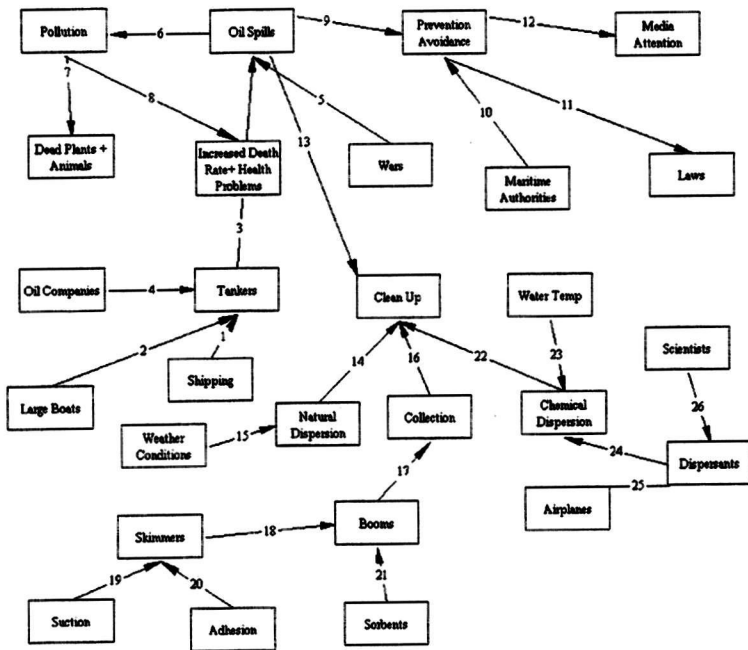 Pollution
6
Oil Spills
9
Prevention
Avoidance
12
Media
Attention
7
8
5
13
10
11
Dead Plants +
Animals
Increased Death
Rate+ Health
Problems
Wars
Maritime
Authorities
Laws
3
Oil Companies
4
Tankers
Clean Up
Water Temp
2
1
14
16
22
23
Scientists
Large Boats
Shipping
Natural
Dispersion
Collection
Chemical
Dispersion
26
Weather
Conditions
15
24
Dispersants
17
25
Airplanes
Skimmers
18
Booms
19
20
21
Suction
Adhesion
Sorbents